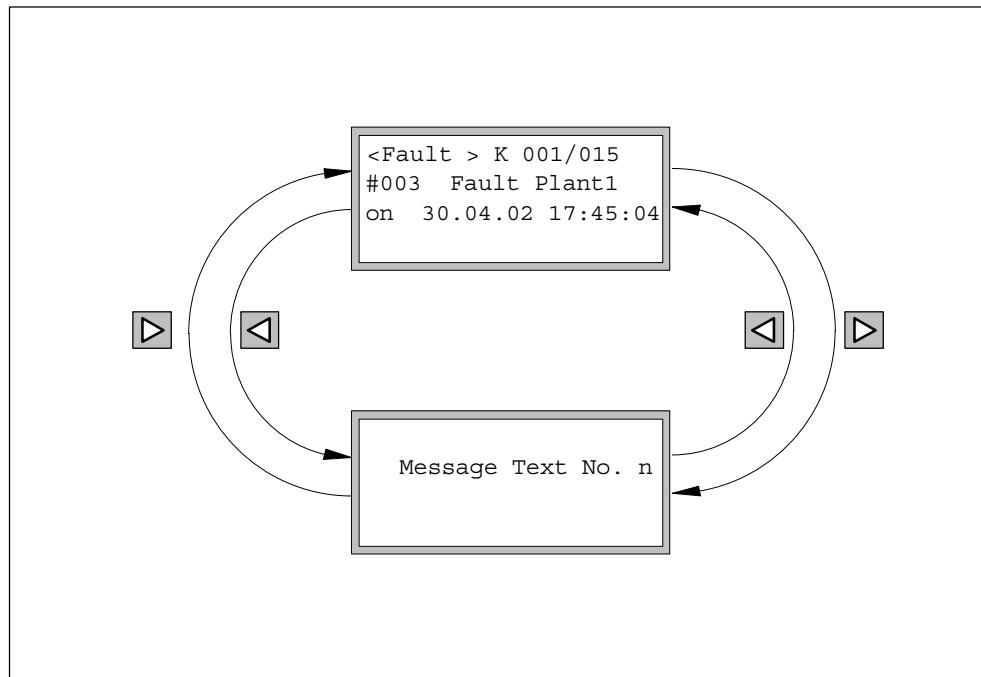 <Fault > K 001/015
#003  Fault Plant1
on  30.04.02 17:45:04
Message Text No. n